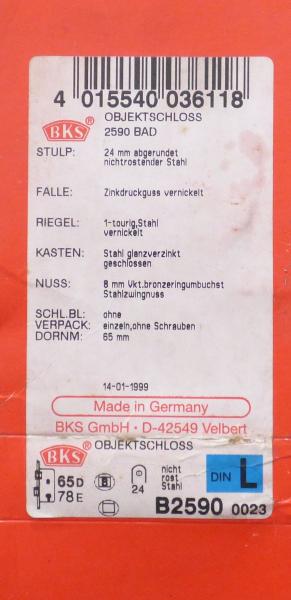 4 015540 036118
BKS® OBJEKTSCHLOSS
2590 BAD
STULP: 24 mm abgerundet
nichtrostender Stahl
FALLE: Zinkdruckguss vernickelt
RIEGEL: 1-tourig,Stahl
vernickelt
KASTEN: Stahl glanzverzinkt
geschlossen
NUSS: 8 mm Vkt.bronzeringumbuchst
Stahlzwingnuss
SCHL.BL: ohne
VERPACK: einzeln,ohne Schrauben
DORNM: 65 mm
14-01-1999
Made in Germany
BKS GmbH · D-42549 Velbert
BKS® OBJEKTSCHLOSS
65 D
78 E
8
24
nicht
rost
Stahl
DIN L
B2590 0023